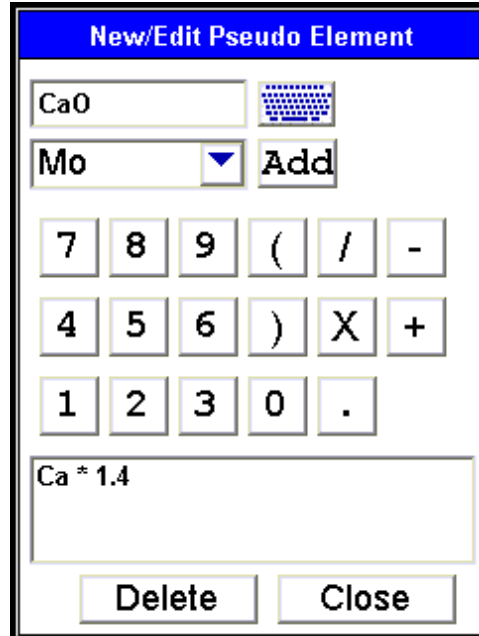 New/Edit Pseudo Element
CaO
Mo Add
7 8 9 ( / -
4 5 6 ) X +
1 2 3 0 .
Ca * 1.4
Delete Close